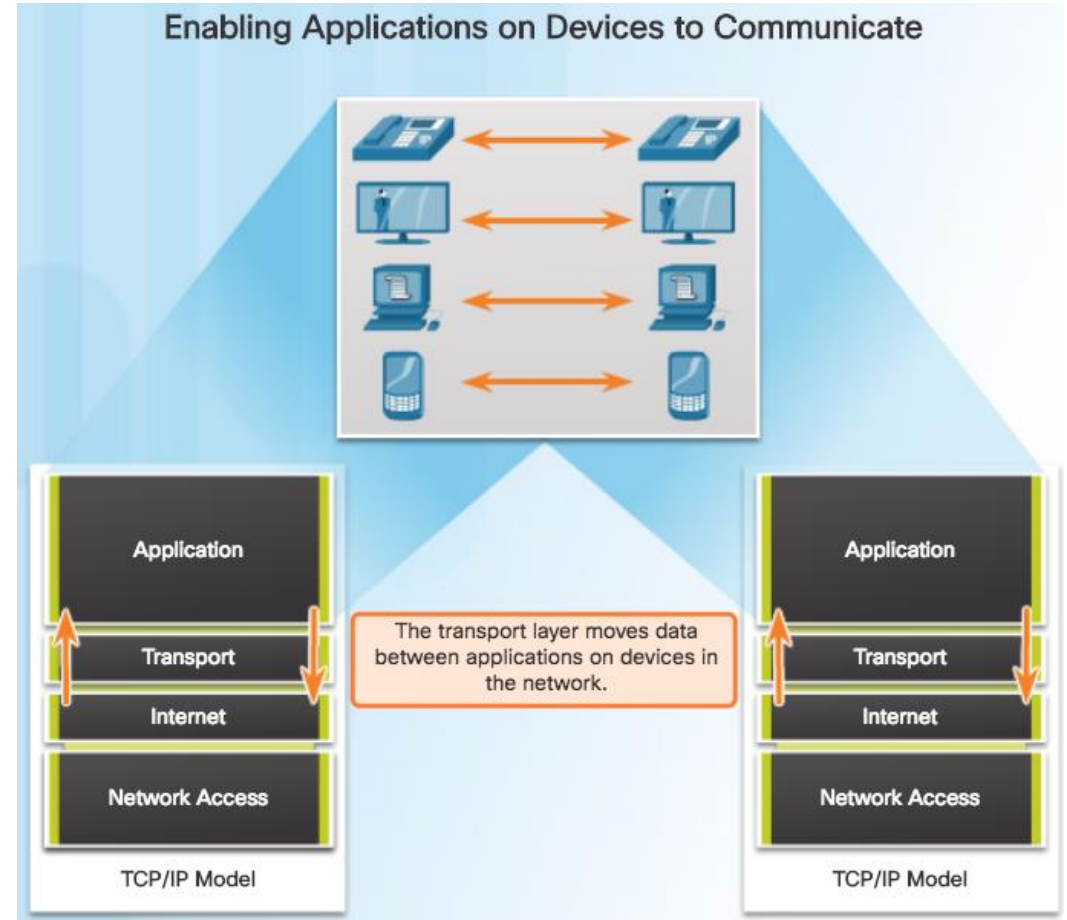 Enabling Applications on Devices to Communicate
Application
Transport
Internet
Network Access
TCP/IP Model
The transport layer moves data
between applications on devices in
the network.
Application
Transport
Internet
Network Access
TCP/IP Model